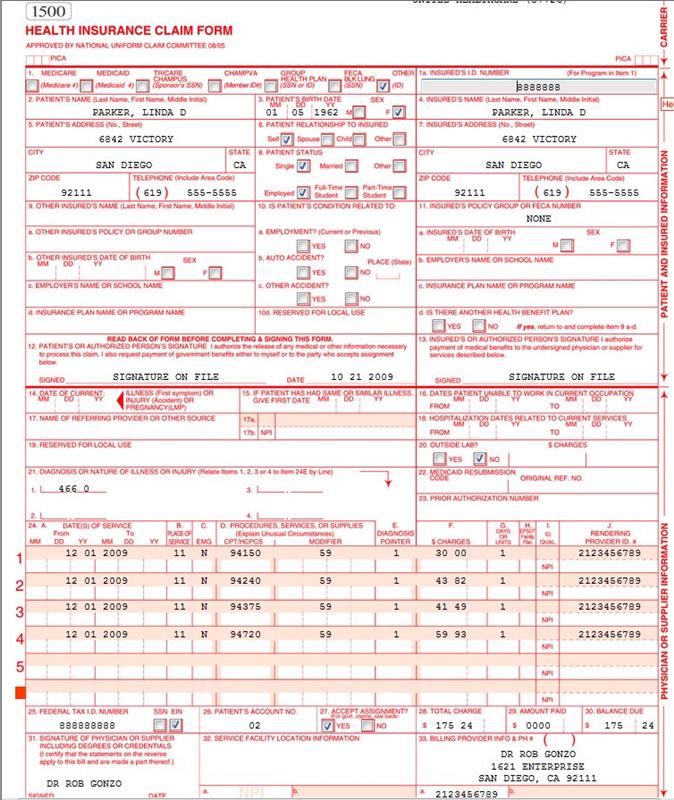 1500
HEALTH INSURANCE CLAIM FORM
APPROVED BY NATIONAL UNIFORM CLAIM COMMITTEE 08/05
PICA PICA
CARRIER
1. MEDICARE MEDICAID TRICARE CHAMPUS CHAMPVA GROUP HEALTH PLAN FECA BLK LUNG OTHER 1a. INSURED'S I.D. NUMBER (For Program in Item 1)
(Medicare #) (Medicaid #) (Sponsor's SSN) (Member ID#) (SSN or ID) (SSN) (ID) 8888888
2. PATIENT'S NAME (Last Name, First Name, Middle Initial) 3. PATIENT'S BIRTH DATE SEX 4. INSURED'S NAME (Last Name, First Name, Middle Initial)
MM DD YY
PARKER, LINDA D 01 05 1962 M F PARKER, LINDA D
5. PATIENT'S ADDRESS (No., Street) 6. PATIENT RELATIONSHIP TO INSURED 7. INSURED'S ADDRESS (No., Street)
6842 VICTORY Self Spouse Child Other 6842 VICTORY
CITY STATE 8. PATIENT STATUS CITY STATE
SAN DIEGO CA Single Married Other SAN DIEGO CA
ZIP CODE TELEPHONE (Include Area Code) ZIP CODE TELEPHONE (Include Area Code)
92111 (619) 555-5555 Employed Full-Time Student Part-Time Student 92111 (619) 555-5555
9. OTHER INSURED'S NAME (Last Name, First Name, Middle Initial) 10. IS PATIENT'S CONDITION RELATED TO: 11. INSURED'S POLICY GROUP OR FECA NUMBER
NONE
a. OTHER INSURED'S POLICY OR GROUP NUMBER a. EMPLOYMENT? (Current or Previous) a. INSURED'S DATE OF BIRTH SEX
YES NO MM DD YY M F
b. OTHER INSURED'S DATE OF BIRTH SEX b. AUTO ACCIDENT? PLACE (State) b. EMPLOYER'S NAME OR SCHOOL NAME
MM DD YY M F YES NO
c. EMPLOYER'S NAME OR SCHOOL NAME c. OTHER ACCIDENT? c. INSURANCE PLAN NAME OR PROGRAM NAME
YES NO
d. INSURANCE PLAN NAME OR PROGRAM NAME 10d. RESERVED FOR LOCAL USE d. IS THERE ANOTHER HEALTH BENEFIT PLAN?
YES NO If yes, return to and complete item 9 a-d.
PATIENT AND INSURED INFORMATION
READ BACK OF FORM BEFORE COMPLETING & SIGNING THIS FORM.
12. PATIENT'S OR AUTHORIZED PERSON'S SIGNATURE I authorize the release of any medical or other information necessary
to process this claim. I also request payment of government benefits either to myself or to the party who accepts assignment
below.
SIGNED SIGNATURE ON FILE DATE 10 21 2009
13. INSURED'S OR AUTHORIZED PERSON'S SIGNATURE I authorize
payment of medical benefits to the undersigned physician or supplier for
services described below.
SIGNED SIGNATURE ON FILE
14. DATE OF CURRENT: ILLNESS (First symptom) OR
MM DD YY INJURY (Accident) OR
PREGNANCY(LMP)
15. IF PATIENT HAS HAD SAME OR SIMILAR ILLNESS.
GIVE FIRST DATE MM DD YY
16. DATES PATIENT UNABLE TO WORK IN CURRENT OCCUPATION
MM DD YY MM DD YY
FROM TO
17. NAME OF REFERRING PROVIDER OR OTHER SOURCE 17a.
17b. NPI
18. HOSPITALIZATION DATES RELATED TO CURRENT SERVICES
MM DD YY MM DD YY
FROM TO
19. RESERVED FOR LOCAL USE 20. OUTSIDE LAB? $ CHARGES
YES NO
21. DIAGNOSIS OR NATURE OF ILLNESS OR INJURY (Relate Items 1, 2, 3 or 4 to Item 24E by Line)
1. 466 0 3.
2. 4.
22. MEDICAID RESUBMISSION
CODE ORIGINAL REF. NO.
23. PRIOR AUTHORIZATION NUMBER
24. A. DATE(S) OF SERVICE B. C. D. PROCEDURES, SERVICES, OR SUPPLIES E. F. G. H. I. J.
From To PLACE OF SERVICE EMG (Explain Unusual Circumstances) DIAGNOSIS POINTER $ CHARGES DAYS OR UNITS EPSDT Family Plan ID. QUAL. RENDERING PROVIDER ID. #
MM DD YY MM DD YY CPT/HCPCS MODIFIER
1 12 01 2009 11 N 94150 59 1 30 00 1 2123456789
NPI
2 12 01 2009 11 N 94240 59 1 43 82 1 2123456789
NPI
3 12 01 2009 11 N 94375 59 1 41 49 1 2123456789
NPI
4 12 01 2009 11 N 94720 59 1 59 93 1 2123456789
NPI
5
NPI
NPI
PHYSICIAN OR SUPPLIER INFORMATION
25. FEDERAL TAX I.D. NUMBER SSN EIN 26. PATIENT'S ACCOUNT NO. 27. ACCEPT ASSIGNMENT? 28. TOTAL CHARGE 29. AMOUNT PAID 30. BALANCE DUE
(For govt. claims, see back)
888888888 02 YES NO $ 175 24 $ 0000 $ 175 24
31. SIGNATURE OF PHYSICIAN OR SUPPLIER
INCLUDING DEGREES OR CREDENTIALS
(I certify that the statements on the reverse
apply to this bill and are made a part thereof.)
DR ROB GONZO
SIGNED DATE
32. SERVICE FACILITY LOCATION INFORMATION
a. NPI b.
33. BILLING PROVIDER INFO & PH # ( )
DR ROB GONZO
1621 ENTERPRISE
SAN DIEGO, CA 92111
a. 2123456789 b.